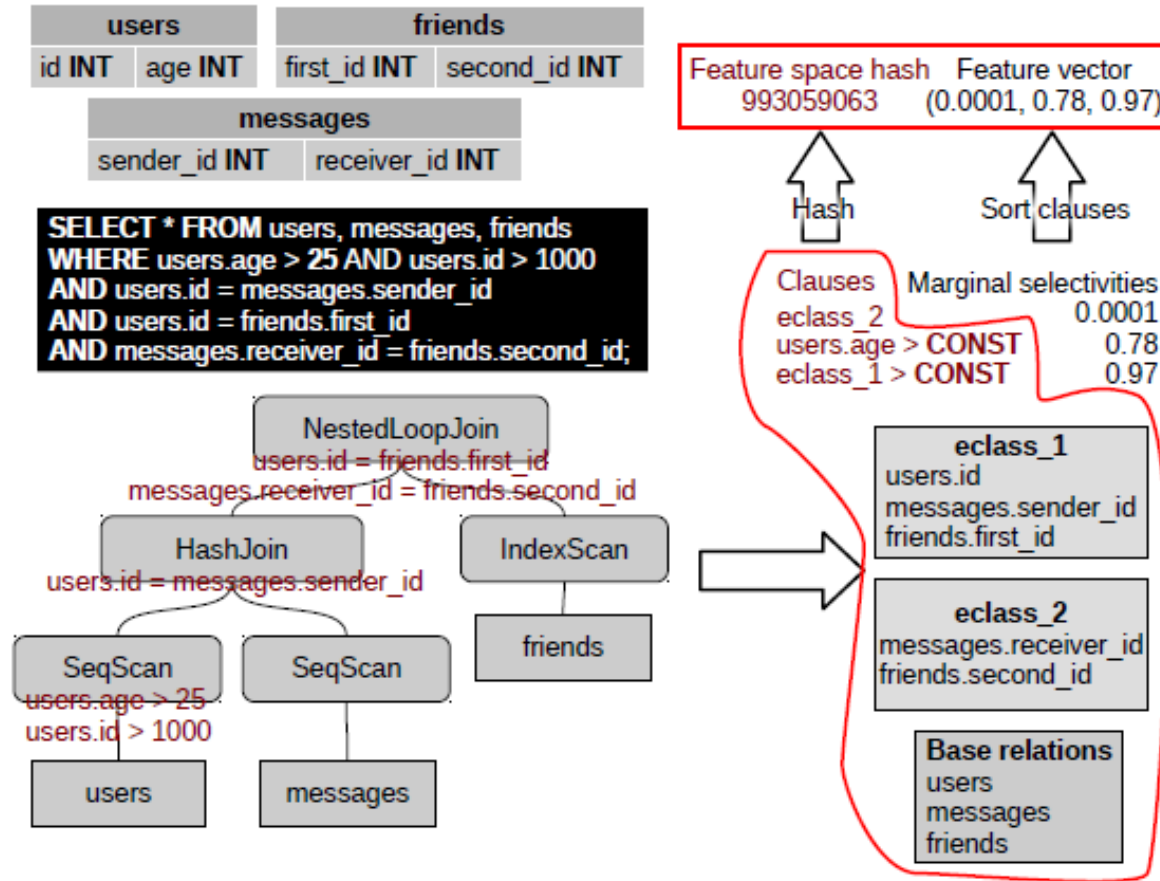 users
id INT age INT
friends
first_id INT second_id INT
messages
sender_id INT receiver_id INT
SELECT * FROM users, messages, friends
WHERE users.age > 25 AND users.id > 1000
AND users.id = messages.sender_id
AND users.id = friends.first_id
AND messages.receiver_id = friends.second_id;
NestedLoopJoin
users.id = friends.first_id
messages.receiver_id = friends.second_id
HashJoin
users.id = messages.sender_id
IndexScan
friends
SeqScan
users.age > 25
users.id > 1000
SeqScan
users
messages
Feature space hash Feature vector
993059063 (0.0001, 0.78, 0.97)
Hash
Sort clauses
Clauses Marginal selectivities
eclass_2 0.0001
users.age > CONST 0.78
eclass_1 > CONST 0.97
eclass_1
users.id
messages.sender_id
friends.first_id
eclass_2
messages.receiver_id
friends.second_id
Base relations
users
messages
friends